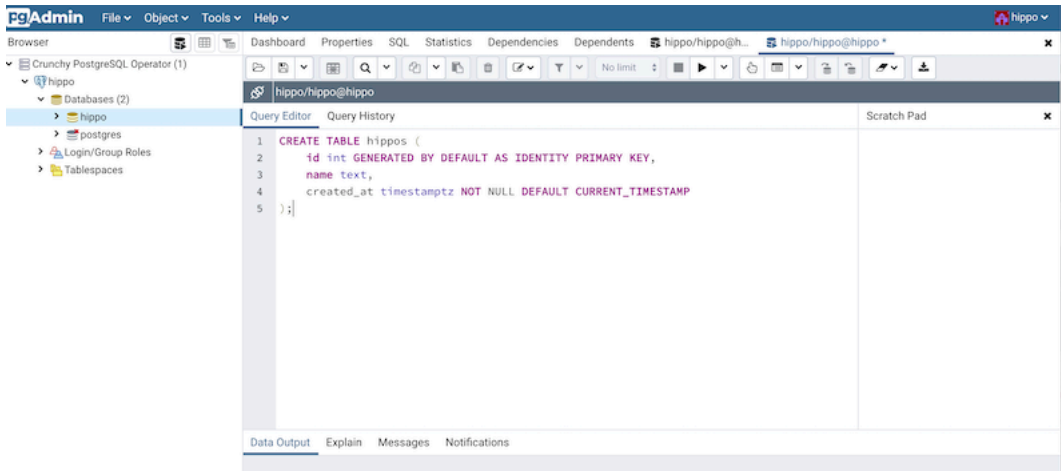 pgAdmin File Object Tools Help hippo
Browser
Dashboard Properties SQL Statistics Dependencies Dependents hippo/hippo@h... hippo/hippo@hippo *
Crunchy PostgreSQL Operator (1)
hippo
Databases (2)
hippo
postgres
Login/Group Roles
Tablespaces
No limit
hippo/hippo@hippo
Query Editor Query History
Scratch Pad
1 CREATE TABLE hippos (
2 id int GENERATED BY DEFAULT AS IDENTITY PRIMARY KEY,
3 name text,
4 created_at timestamptz NOT NULL DEFAULT CURRENT_TIMESTAMP
5 );
Data Output Explain Messages Notifications